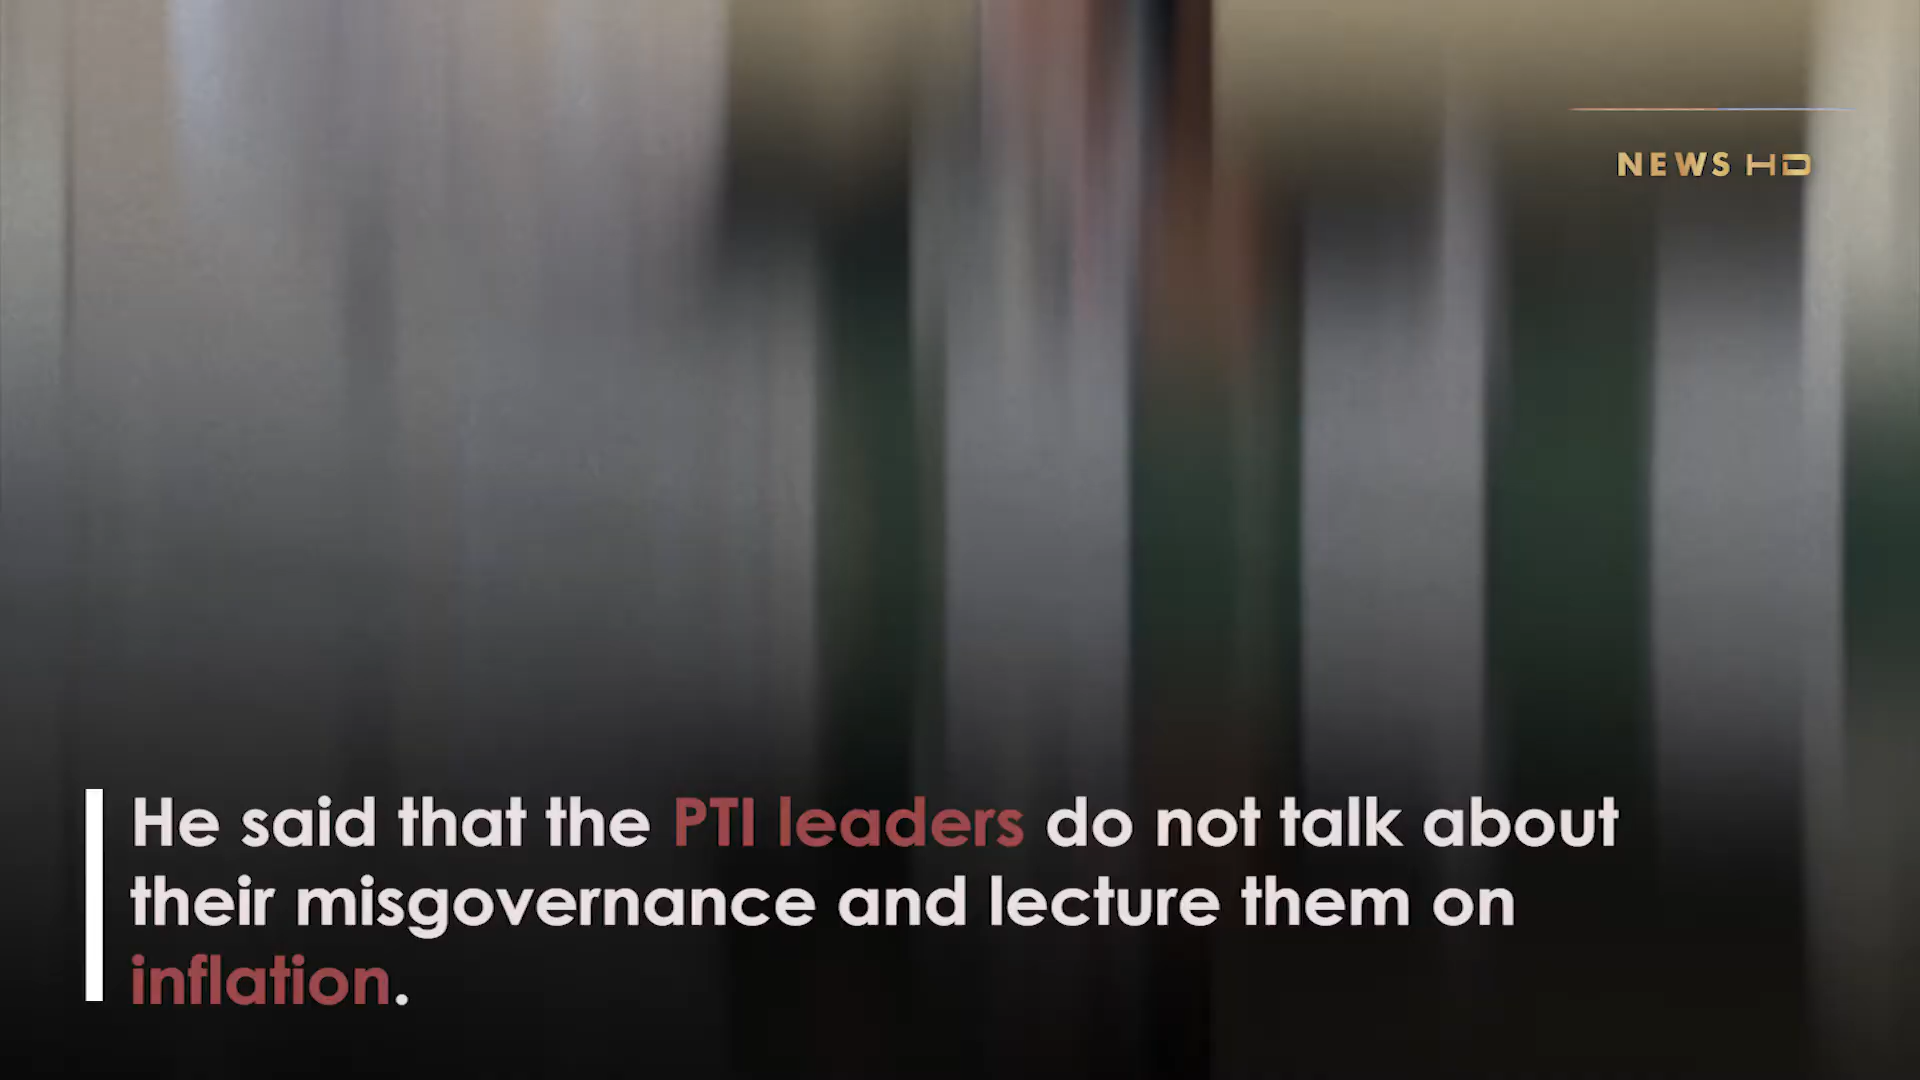 NEWS HD
He said that the PTI leaders do not talk about
their misgovernance and lecture them on
inflation.